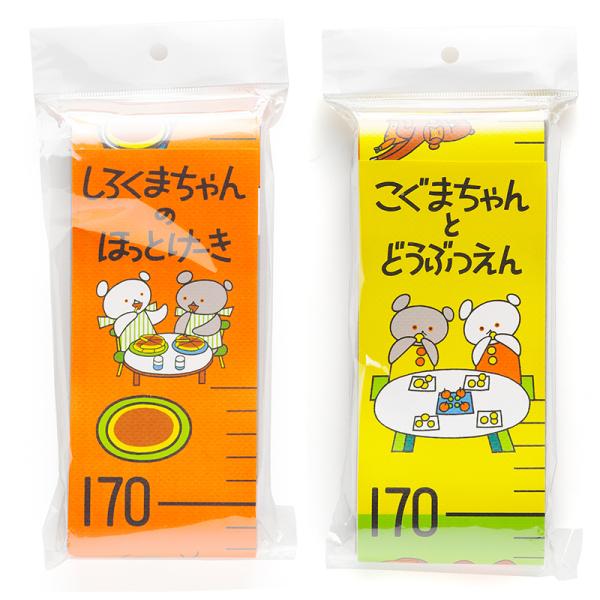 しろくまちゃん
の
ほっとけーき
170
こぐまちゃん
と
どうぶつえん
170